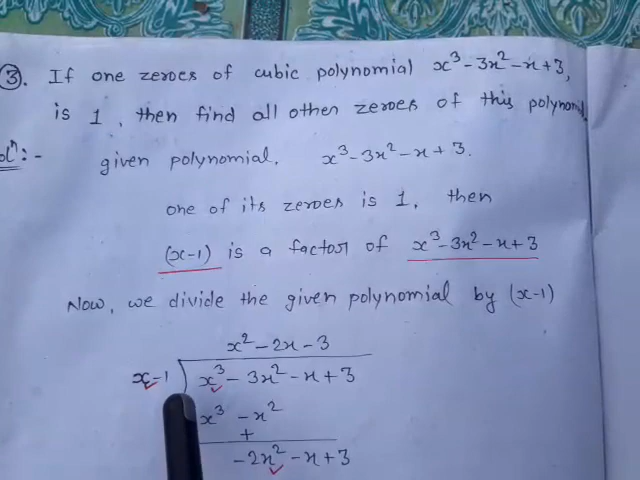 ③. If one zeroes of cubic polynomial x³-3x²-x+3,
is 1, then find all other zeroes of this polynomi
olⁿ:- given polynomial. x³-3x²-x+3.
one of its zeroes is 1. then
(x-1) is a factor of x³-3x²-x+3
Now, we divide the given polynomial by (x-1)
x²-2x-3
x-1 ) x³-3x²-x+3
x³-x²
+
-2x²-x+3